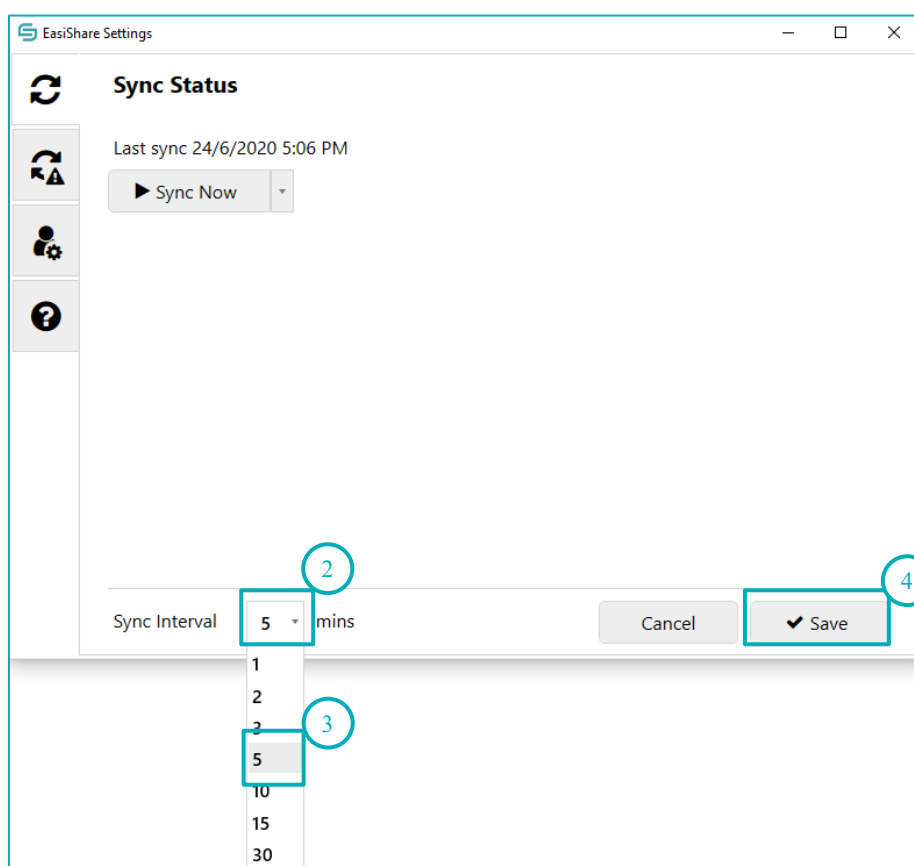 EasiShare Settings
Sync Status
Last sync 24/6/2020 5:06 PM
Sync Now
2
4
Sync Interval 5 mins Cancel Save
1
2
3
3
5
10
15
30